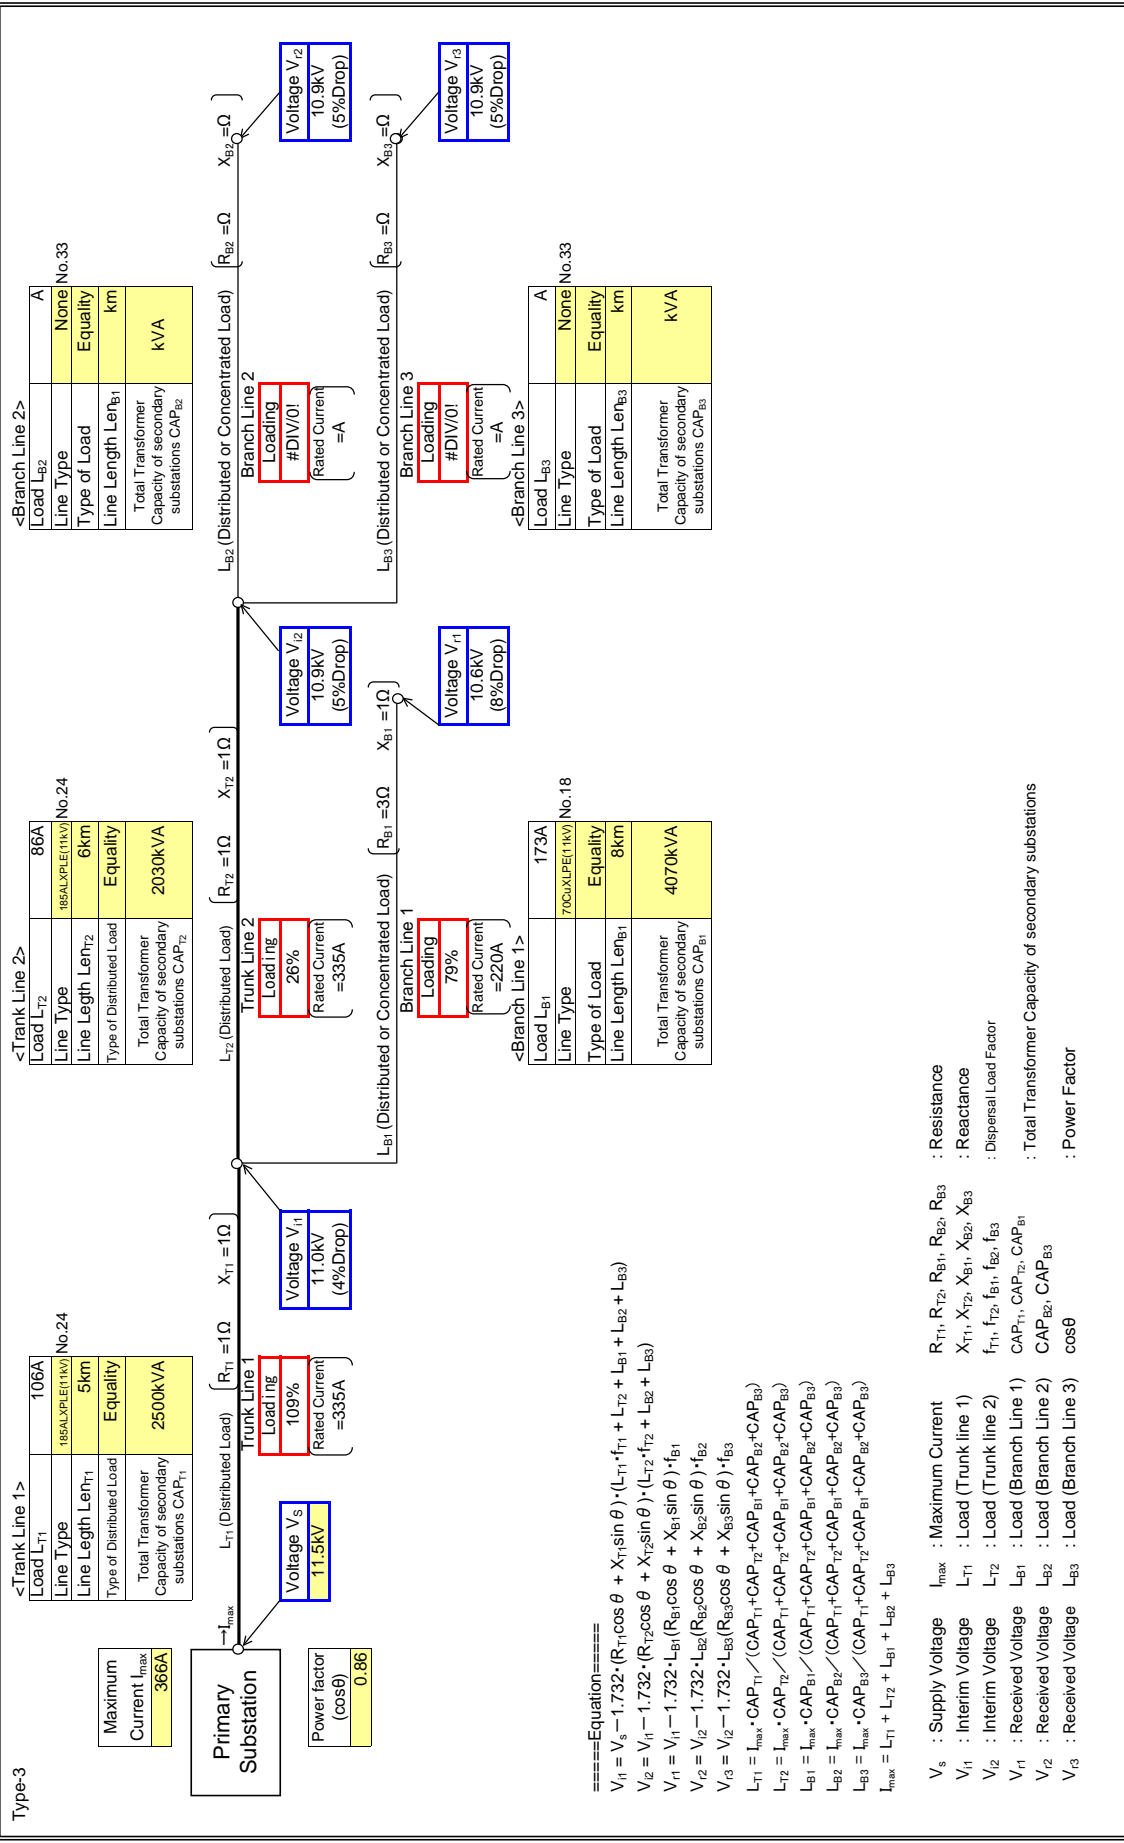 Type-3
Maximum
Current Imax
366A
Primary
Substation
Power factor
(cosθ)
0.86
→Imax
Voltage VS
11.5kV
<Trank Line 1>
Load LT1 106A
Line Type 185ALXPLE(11kV) No.24
Line Legth LenT1 5km
Type of Distributed Load Equality
Total Transformer
Capacity of secondary
substations CAPT1
2500kVA
LT1 (Distributed Load)
RT1 =1Ω XT1 =1Ω
Trunk Line 1
Loading
109%
Rated Current
=335A
Voltage Vi1
11.0kV
(4%Drop)
<Trank Line 2>
Load LT2 86A
Line Type 185ALXPLE(11kV) No.24
Line Legth LenT2 6km
Type of Distributed Load Equality
Total Transformer
Capacity of secondary
substations CAPT2
2030kVA
LT2 (Distributed Load)
RT2 =1Ω XT2 =1Ω
Trunk Line 2
Loading
26%
Rated Current
=335A
Voltage Vi2
10.9kV
(5%Drop)
LB1 (Distributed or Concentrated Load)
RB1 =3Ω XB1 =1Ω
Branch Line 1
Loading
79%
Rated Current
=220A
Voltage Vr1
10.6kV
(8%Drop)
<Branch Line 1>
Load LB1 173A
Line Type 70CuXLPE(11kV) No.18
Type of Load Equality
Line Length LenB1 8km
Total Transformer
Capacity of secondary
substations CAPB1
4070kVA
<Branch Line 2>
Load LB2 A
Line Type None No.33
Type of Load Equality
Line Length LenB1 km
Total Transformer
Capacity of secondary
substations CAPB2
kVA
LB2 (Distributed or Concentrated Load)
RB2 =Ω XB2 =Ω
Branch Line 2
Loading
#DIV/0!
Rated Current
=A
Voltage Vr2
10.9kV
(5%Drop)
LB3 (Distributed or Concentrated Load)
RB3 =Ω XB3 =Ω
Branch Line 3
Loading
#DIV/0!
Rated Current
=A
Voltage Vr3
10.9kV
(5%Drop)
<Branch Line 3>
Load LB3 A
Line Type None No.33
Type of Load Equality
Line Length LenB3 km
Total Transformer
Capacity of secondary
substations CAPB3
kVA
=====Equation=====
Vi1 = Vs−1.732・(RT1cos θ + XT1sin θ)・(LT1・fT1 + LT2 + LB1 + LB2 + LB3)
Vi2 = Vi1−1.732・(RT2cos θ + XT2sin θ)・(LT2・fT2 + LB2 + LB3)
Vr1 = Vi1−1.732・LB1(RB1cos θ + XB1sin θ)・fB1
Vr2 = Vi2−1.732・LB2(RB2cos θ + XB2sin θ)・fB2
Vr3 = Vi2−1.732・LB3(RB3cos θ + XB3sin θ)・fB3
LT1 = Imax・CAPT1／(CAPT1+CAPT2+CAPB1+CAPB2+CAPB3)
LT2 = Imax・CAPT2／(CAPT1+CAPT2+CAPB1+CAPB2+CAPB3)
LB1 = Imax・CAPB1／(CAPT1+CAPT2+CAPB1+CAPB2+CAPB3)
LB2 = Imax・CAPB2／(CAPT1+CAPT2+CAPB1+CAPB2+CAPB3)
LB3 = Imax・CAPB3／(CAPT1+CAPT2+CAPB1+CAPB2+CAPB3)
Imax = LT1 + LT2 + LB1 + LB2 + LB3
Vs : Supply Voltage Imax : Maximum Current RT1, RT2, RB1, RB2, RB3 : Resistance
Vi1 : Interim Voltage LT1 : Load (Trunk line 1) XT1, XT2, XB1, XB2, XB3 : Reactance
Vi2 : Interim Voltage LT2 : Load (Trunk line 2) fT1, fT2, fB1, fB2, fB3 : Dispersal Load Factor
Vr1 : Received Voltage LB1 : Load (Branch Line 1) CAPT1, CAPT2, CAPB1
Vr2 : Received Voltage LB2 : Load (Branch Line 2) CAPB2, CAPB3 : Total Transformer Capacity of secondary substations
Vr3 : Received Voltage LB3 : Load (Branch Line 3) cosθ : Power Factor